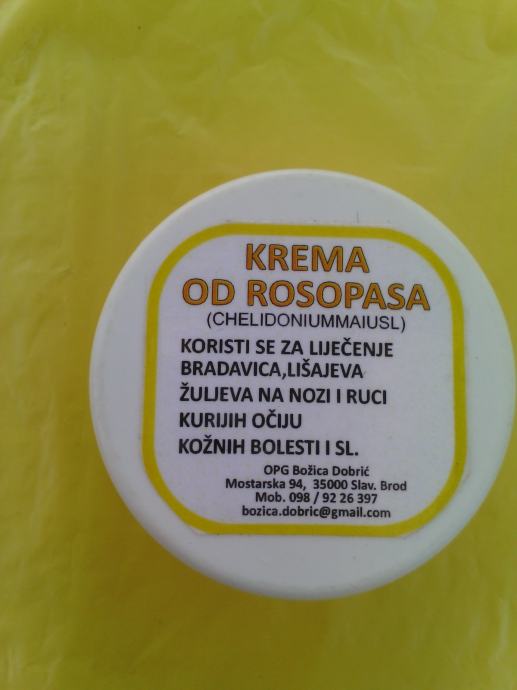 KREMA
OD ROSOPASA
(CHELIDONIUMMAIUSL)
KORISTI SE ZA LIJEČENJE
BRADAVICA,LIŠAJEVA
ŽULJEVA NA NOZI I RUCI
KURIJIH OČIJU
KOŽNIH BOLESTI I SL.
OPG Božica Dobrić
Mostarska 94, 35000 Slav. Brod
Mob. 098 / 92 26 397
bozica.dobric@gmail.com